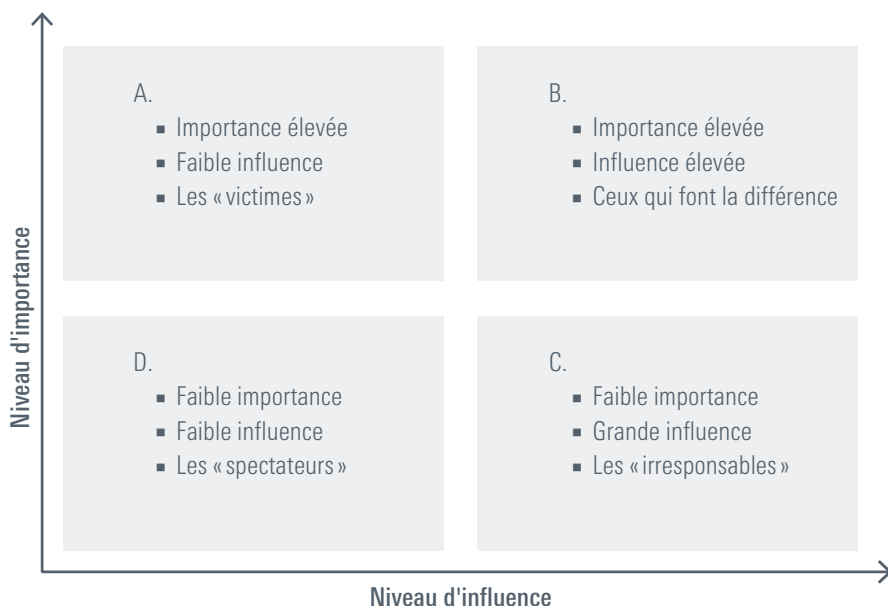 A.
▪ Importance élevée
▪ Faible influence
▪ Les « victimes »
B.
▪ Importance élevée
▪ Influence élevée
▪ Ceux qui font la différence
D.
▪ Faible importance
▪ Faible influence
▪ Les « spectateurs »
C.
▪ Faible importance
▪ Grande influence
▪ Les « irresponsables »
Niveau d'importance
Niveau d'influence